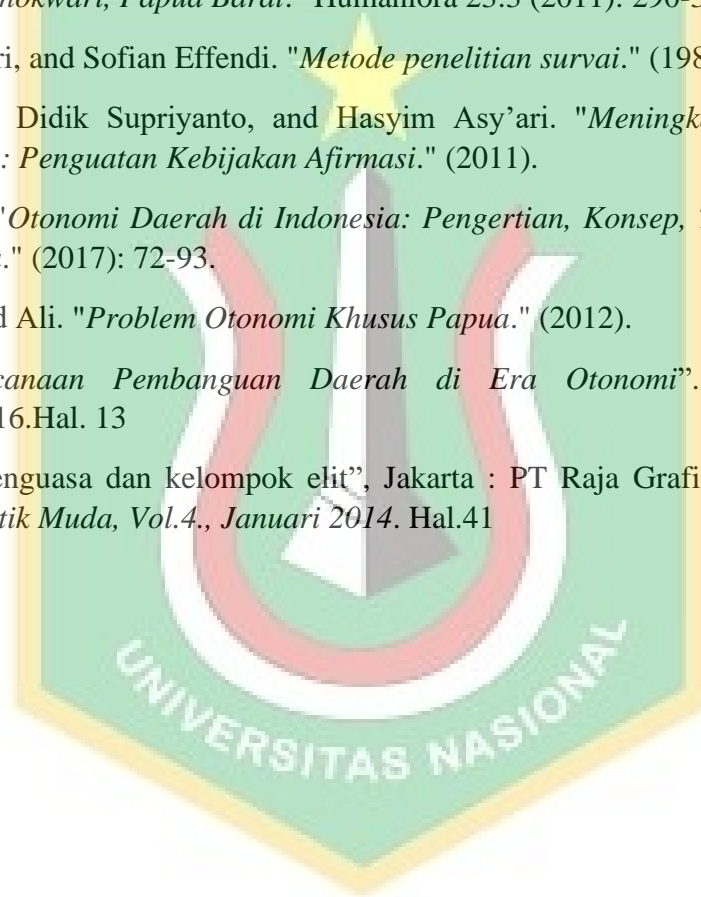 nokwari, Papua Barat." Humaniora 23.3 (2011): 290-3
ri, and Sofian Effendi. "Metode penelitian survai." (198
Didik Supriyanto, and Hasyim Asy’ari. "Meningk
: Penguatan Kebijakan Afirmasi." (2011).
"Otonomi Daerah di Indonesia: Pengertian, Konsep,
." (2017): 72-93.
d Ali. "Problem Otonomi Khusus Papua." (2012).
canaan Pembanguan Daerah di Era Otonomi”.
16.Hal. 13
enguasa dan kelompok elit”, Jakarta : PT Raja Grafi
tik Muda, Vol.4., Januari 2014. Hal.41
UNIVERSITAS NASIONAL